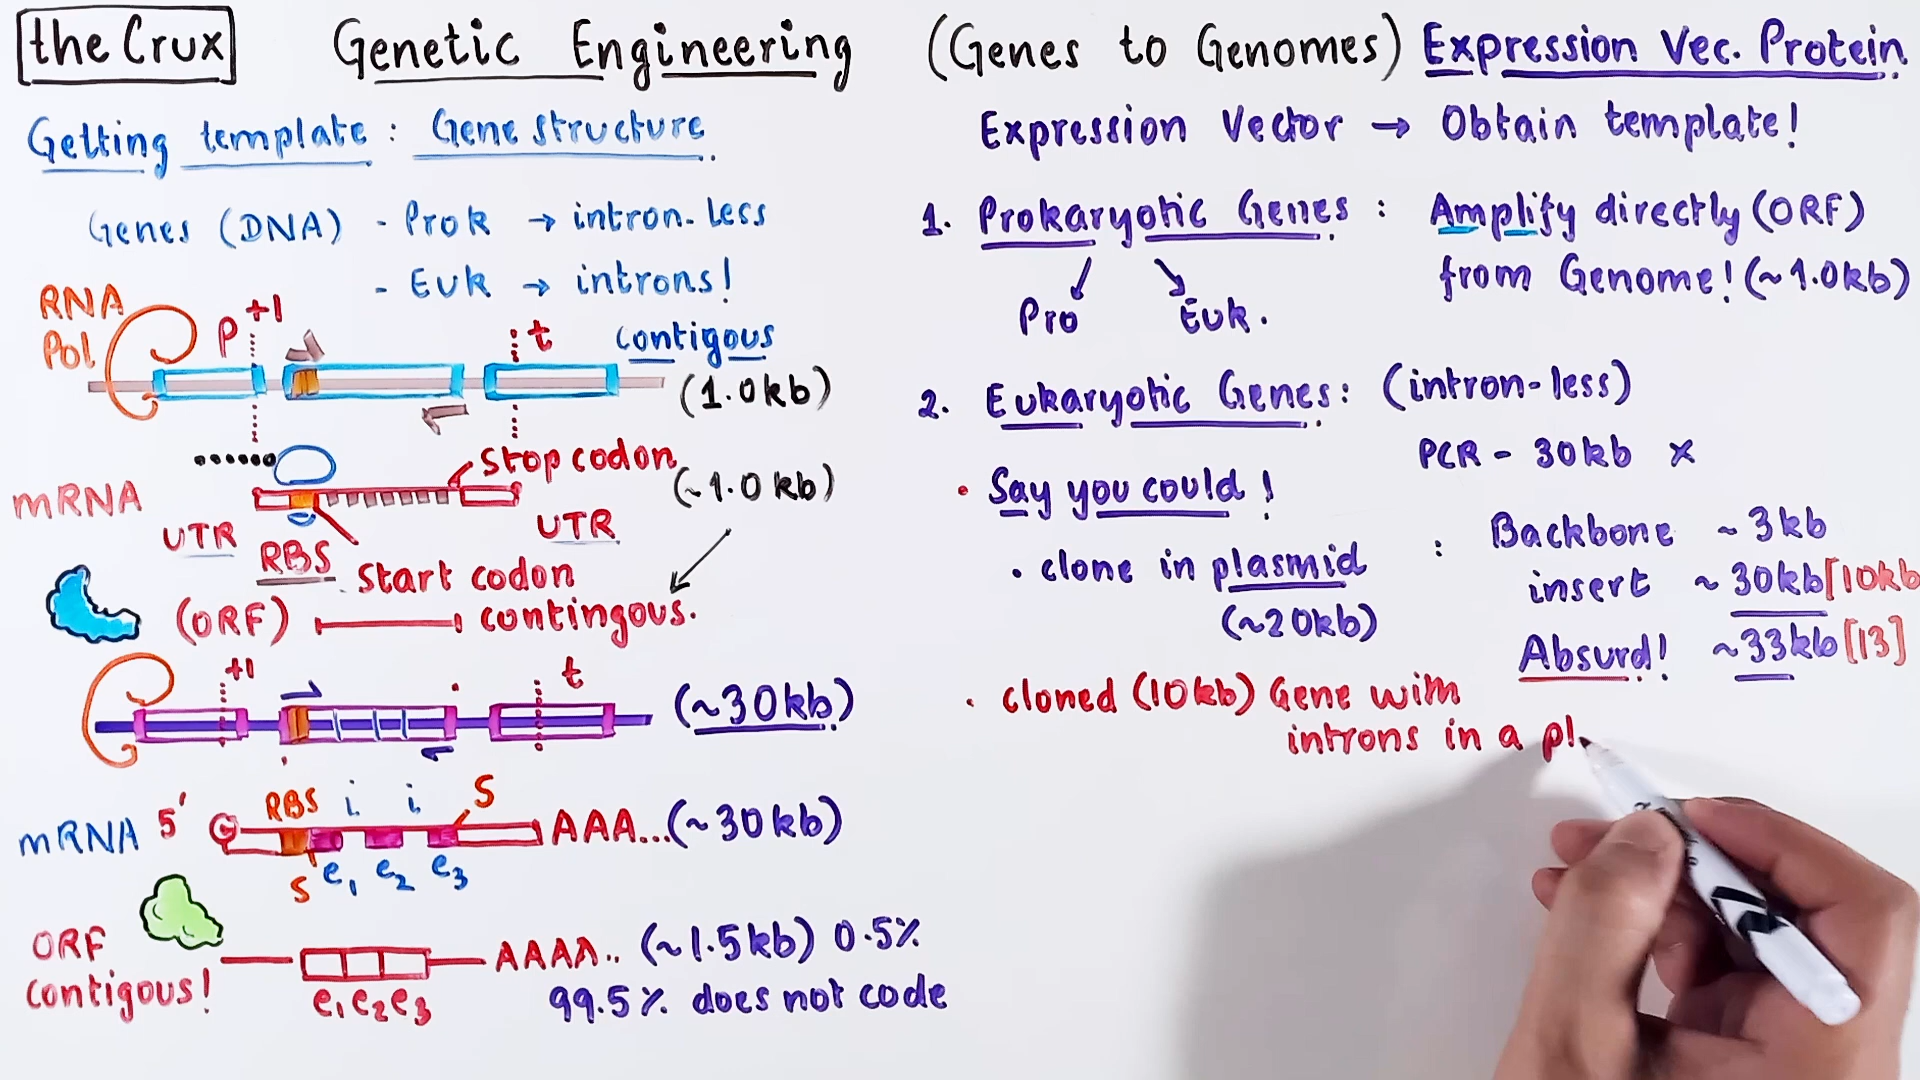 the Crux
Genetic Engineering
(Genes to Genomes)
Expression Vec. Protein
Getting template : Gene structure
Genes (DNA) - Prok → intron-less
- Euk → introns!
RNA
Pol
P
+1
t
contigous
(1.0kb)
stop codon
mRNA
(~1.0 kb)
UTR
RBS
UTR
start codon
(ORF)
contingous.
+1
t
(~30kb)
mRNA
5'
C
RBS
i
i
S
AAA...
(~30kb)
S
e1
e2
e3
ORF
contigous!
AAAA..
(~1.5kb) 0.5%
e1e2e3
99.5% does not code
Expression Vector → Obtain template!
1. Prokaryotic Genes : Amplify directly (ORF)
from Genome! (~1.0kb)
Pro
Euk.
2. Eukaryotic Genes: (intron-less)
PCR - 30kb x
• Say you could!
• clone in plasmid
(~20kb)
: Backbone ~3kb
insert ~30kb [10kb
Absurd! ~33kb [13]
• cloned (10kb) Gene with
introns in a pl